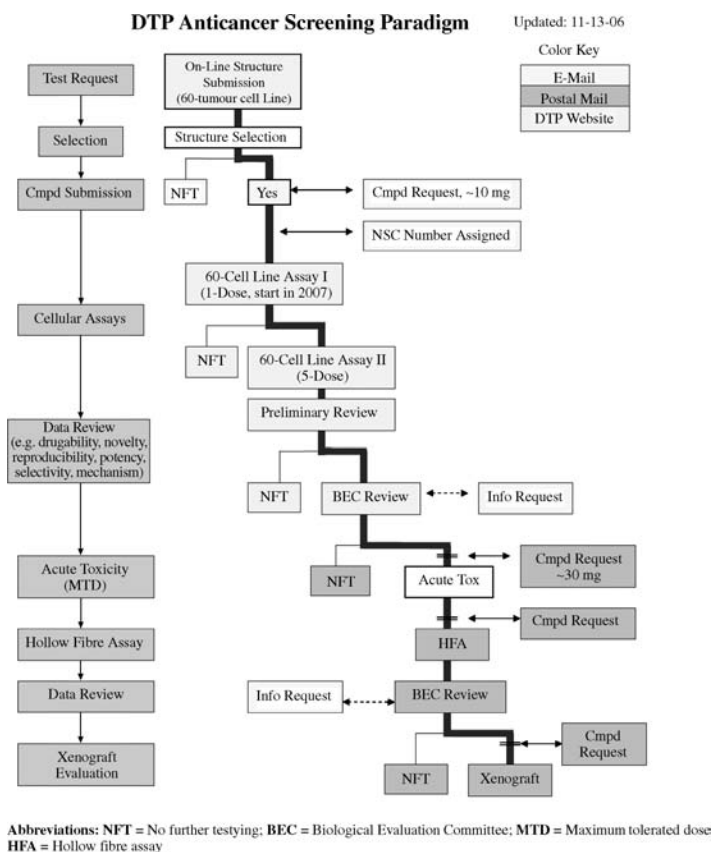 DTP Anticancer Screening Paradigm
Updated: 11-13-06
Color Key
E-Mail
Postal Mail
DTP Website
Test Request
Selection
Cmpd Submission
Cellular Assays
Data Review
(e.g. drugability, novelty,
reproducibility, potency,
selectivity, mechanism)
Acute Toxicity
(MTD)
Hollow Fibre Assay
Data Review
Xenograft
Evaluation
On-Line Structure
Submission
(60-tumour cell Line)
Structure Selection
NFT
Yes
Cmpd Request, ~10 mg
NSC Number Assigned
60-Cell Line Assay I
(1-Dose, start in 2007)
NFT
60-Cell Line Assay II
(5-Dose)
Preliminary Review
NFT
BEC Review
Info Request
NFT
Acute Tox
Cmpd Request
~30 mg
Cmpd Request
HFA
Info Request
BEC Review
Cmpd
Request
NFT
Xenograft
Abbreviations: NFT = No further testying; BEC = Biological Evaluation Committee; MTD = Maximum tolerated dose
HFA = Hollow fibre assay